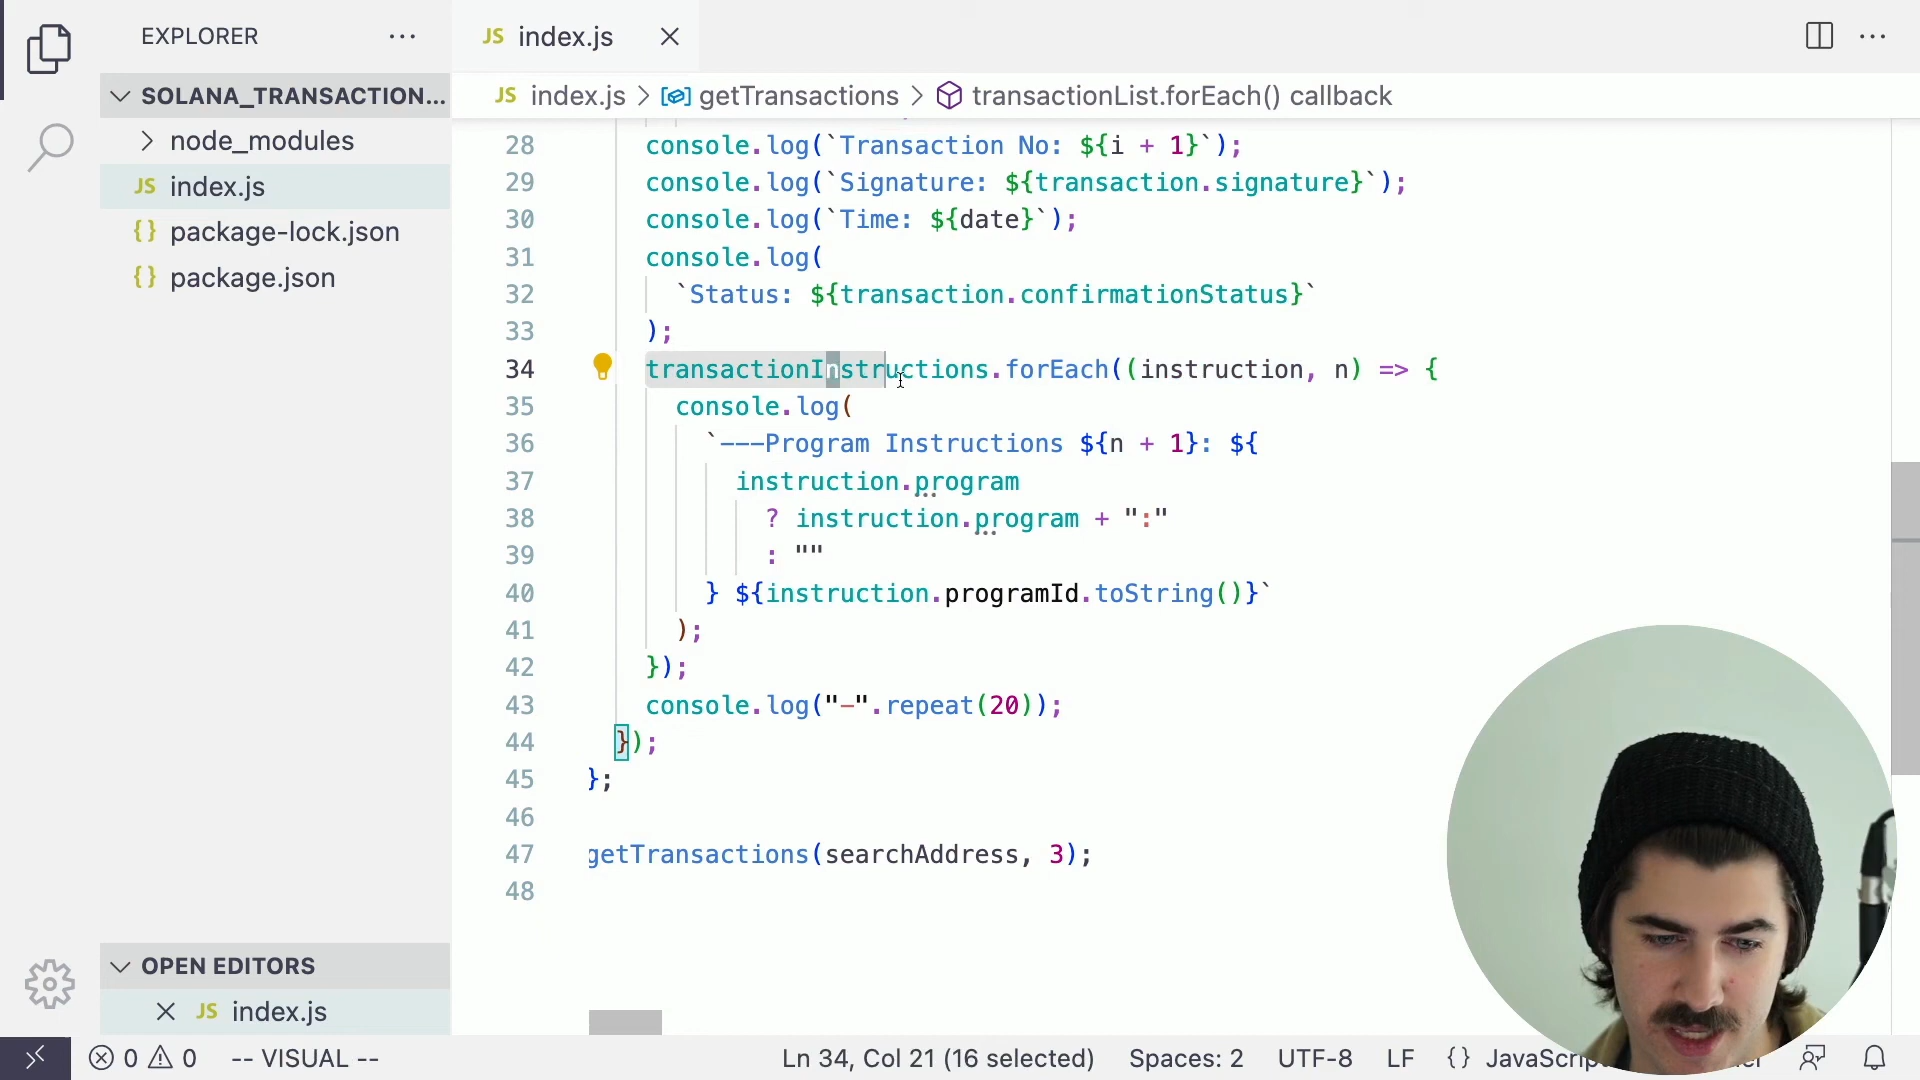 EXPLORER ···
SOLANA_TRANSACTION...
node_modules
JS index.js
{} package-lock.json
{} package.json
OPEN EDITORS
JS index.js
JS index.js
JS index.js > getTransactions > transactionList.forEach() callback
28 console.log(`Transaction No: ${i + 1}`);
29 console.log(`Signature: ${transaction.signature}`);
30 console.log(`Time: ${date}`);
31 console.log(
32 `Status: ${transaction.confirmationStatus}`
33 );
34 transactionInstructions.forEach((instruction, n) => {
35 console.log(
36 `---Program Instructions ${n + 1}: ${
37 instruction.program
38 ? instruction.program + ":"
39 : ""
40 } ${instruction.programId.toString()}`
41 );
42 });
43 console.log("-".repeat(20));
44 });
45 };
46
47 getTransactions(searchAddress, 3);
48
0 0 -- VISUAL -- Ln 34, Col 21 (16 selected) Spaces: 2 UTF-8 LF {}